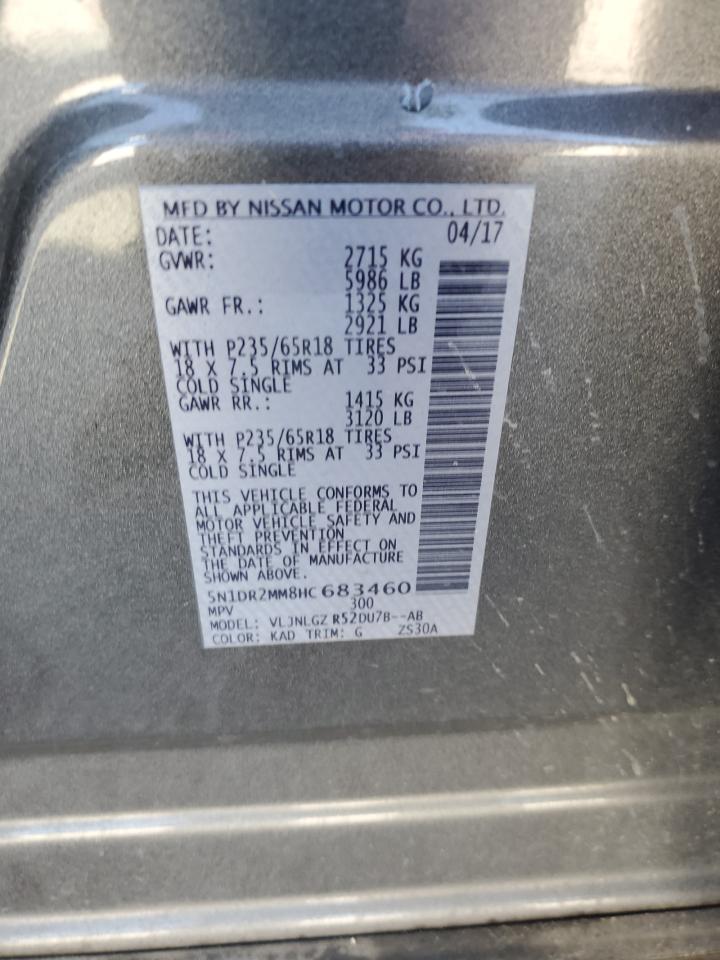 MFD BY NISSAN MOTOR CO., LTD.
DATE: 04/17
GVWR: 2715 KG
5986 LB
GAWR FR.: 1325 KG
2921 LB
WITH P235/65R18 TIRES
18 X 7.5 RIMS AT 33 PSI
COLD SINGLE
GAWR RR.: 1415 KG
3120 LB
WITH P235/65R18 TIRES
18 X 7.5 RIMS AT 33 PSI
COLD SINGLE
THIS VEHICLE CONFORMS TO
ALL APPLICABLE FEDERAL
MOTOR VEHICLE SAFETY AND
THEFT PREVENTION
STANDARDS IN EFFECT ON
THE DATE OF MANUFACTURE
SHOWN ABOVE.
5N1DR2MM8HC683460
MPV 300
MODEL: VLJNLGZ R52DU7B--AB
COLOR: KAD TRIM: G ZS30A